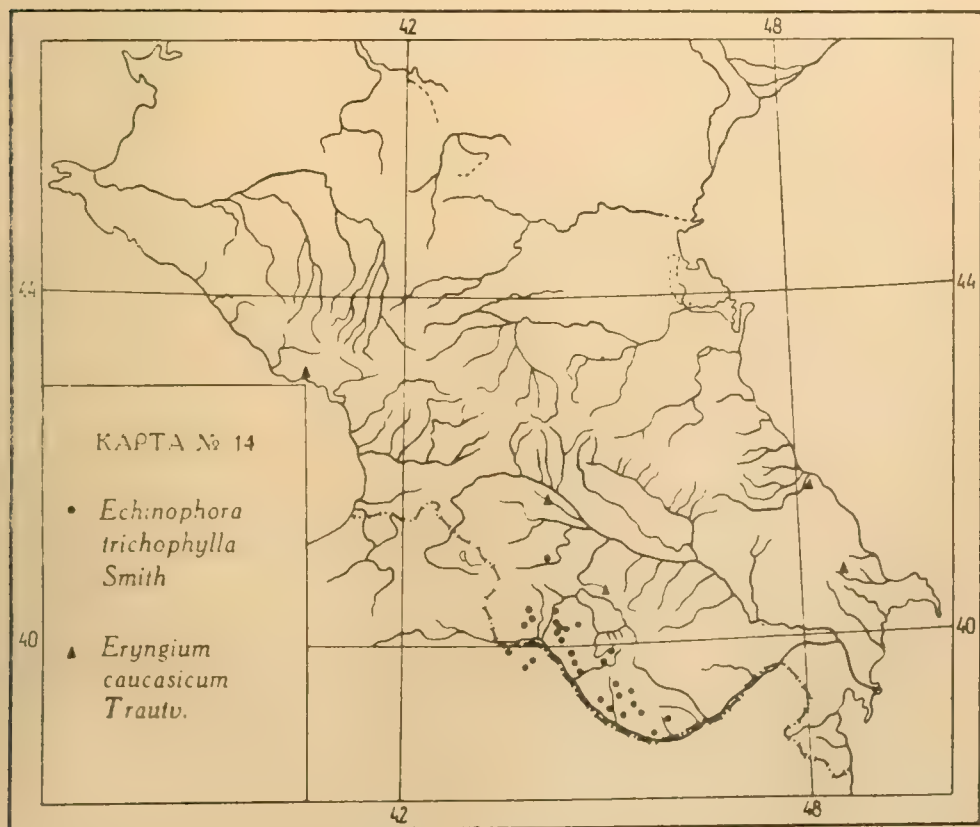 42 48
44 44
КАРТА № 14
Echinophora
trichophylla
Smith
40 40
Eryngium
caucasicum
Trautv.
42 48